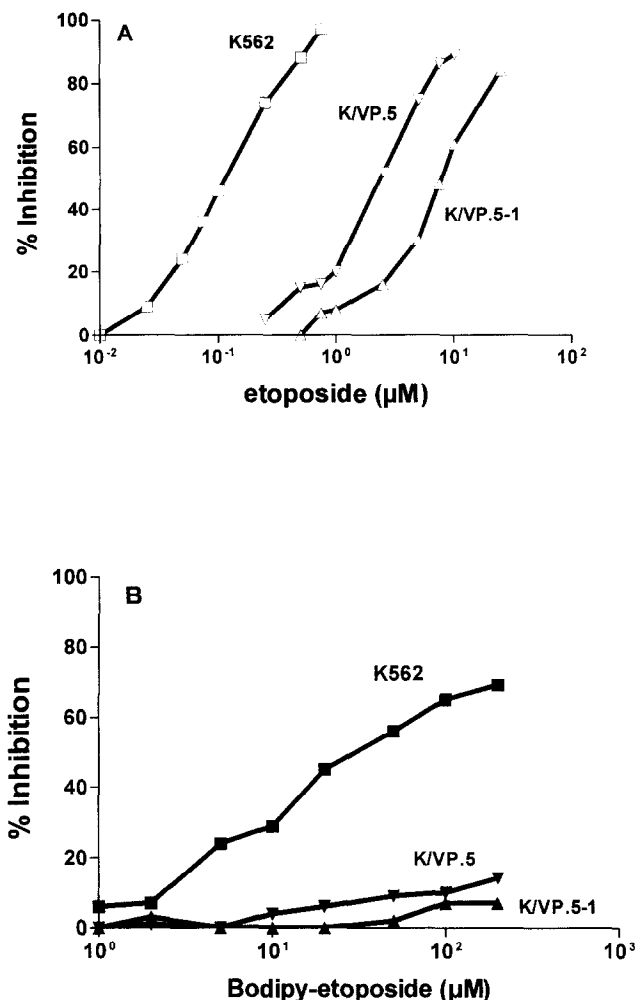 100
A
K562
80
K/VP.5
60
% Inhibition
40
K/VP.5-1
20
0
10-2
10-1
100
101
102
etoposide (µM)
100
B
80
K562
60
% Inhibition
40
20
K/VP.5
K/VP.5-1
0
100
101
102
103
Bodipy-etoposide (µM)